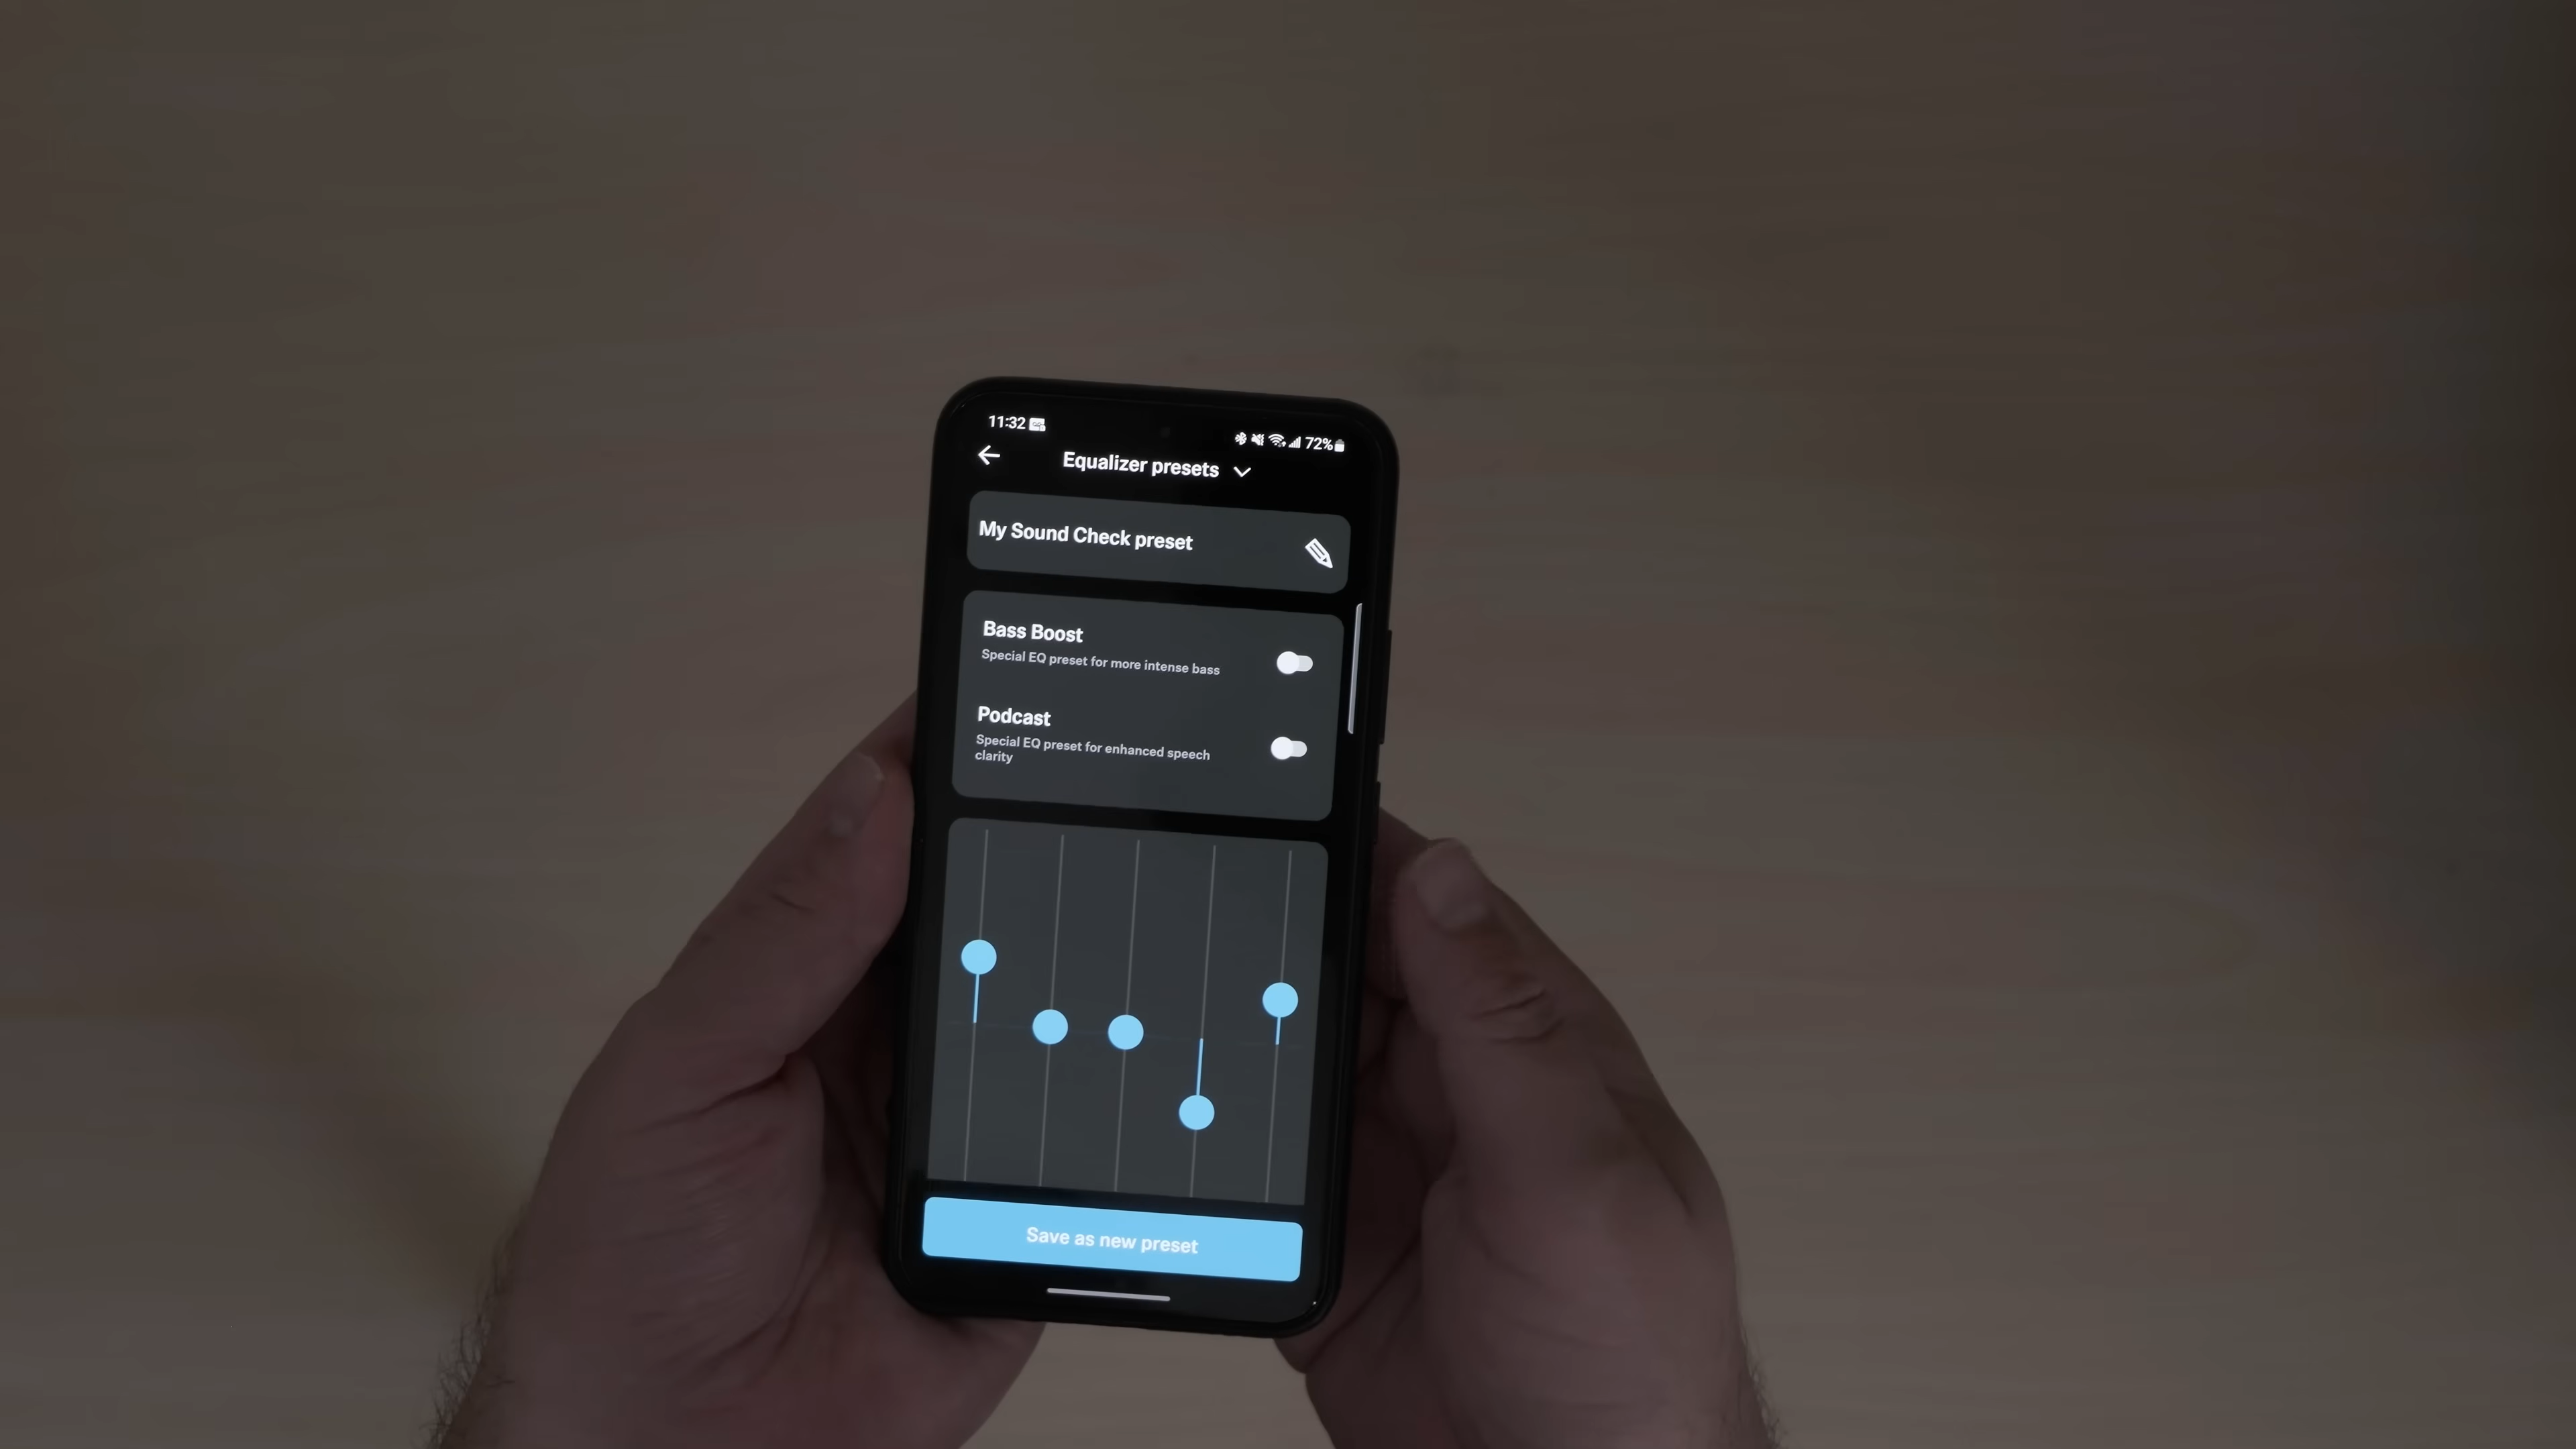 11:32
72%
Equalizer presets
My Sound Check preset
Bass Boost
Special EQ preset for more intense bass
Podcast
Special EQ preset for enhanced speech
clarity
Save as new preset